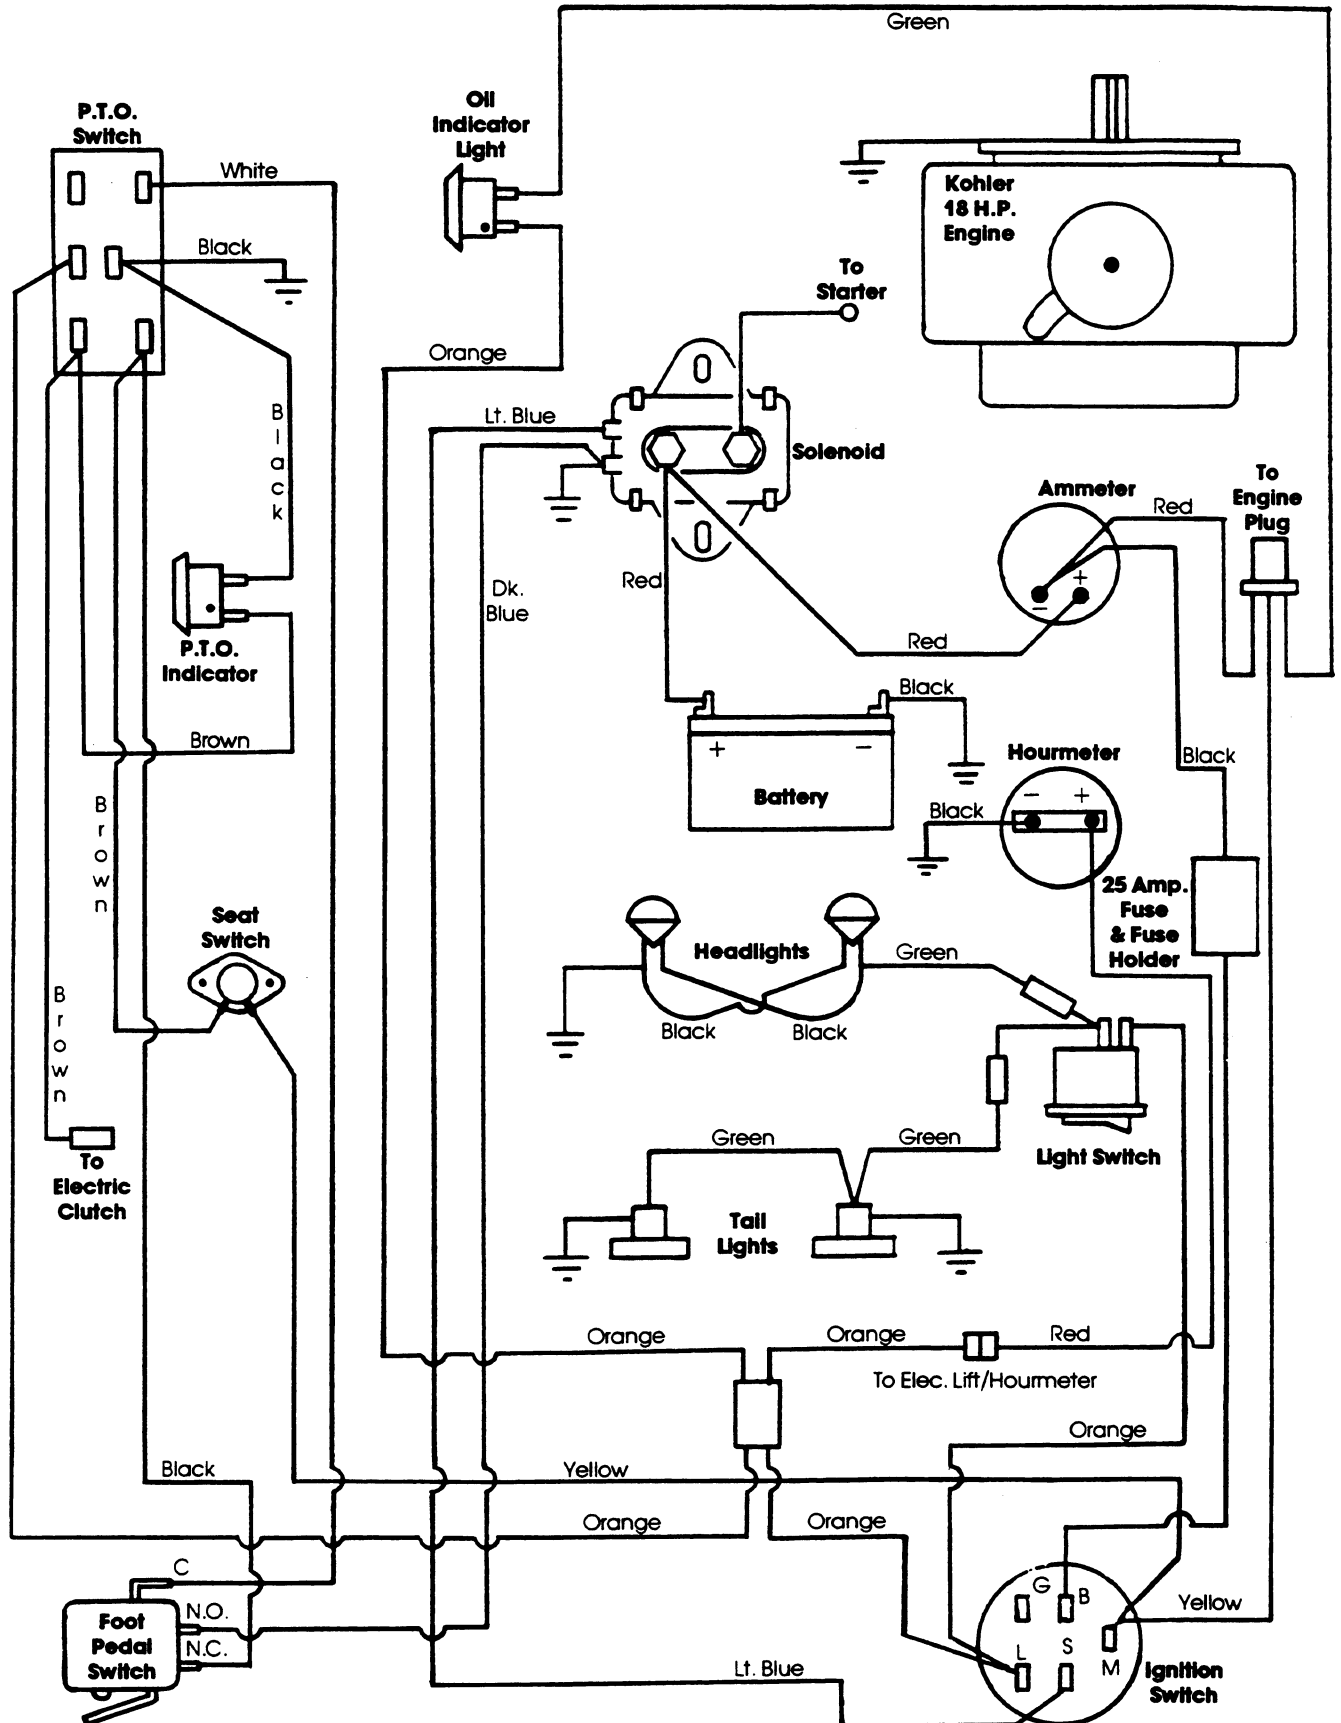 Green
P.T.O.
Switch
Oil
Indicator
Light
White
Kohler
18 H.P.
Engine
Black
To
Starter
Orange
Black
Lt. Blue
Solenoid
Ammeter
To
Engine
Plug
Red
Red
Dk.
Blue
+
−
P.T.O.
Indicator
Red
Black
Brown
+
−
Battery
Hourmeter
Black
−
+
Black
Brown
25 Amp.
Fuse
& Fuse
Holder
Seat
Switch
Headlights
Green
Black
Black
Brown
To
Electric
Clutch
Green
Green
Light Switch
Tail
Lights
Orange
Orange
Red
To Elec. Lift/Hourmeter
Orange
Black
Yellow
Orange
Orange
C
N.O.
N.C.
Foot
Pedal
Switch
G
B
Yellow
L
S
M
Ignition
Switch
Lt. Blue